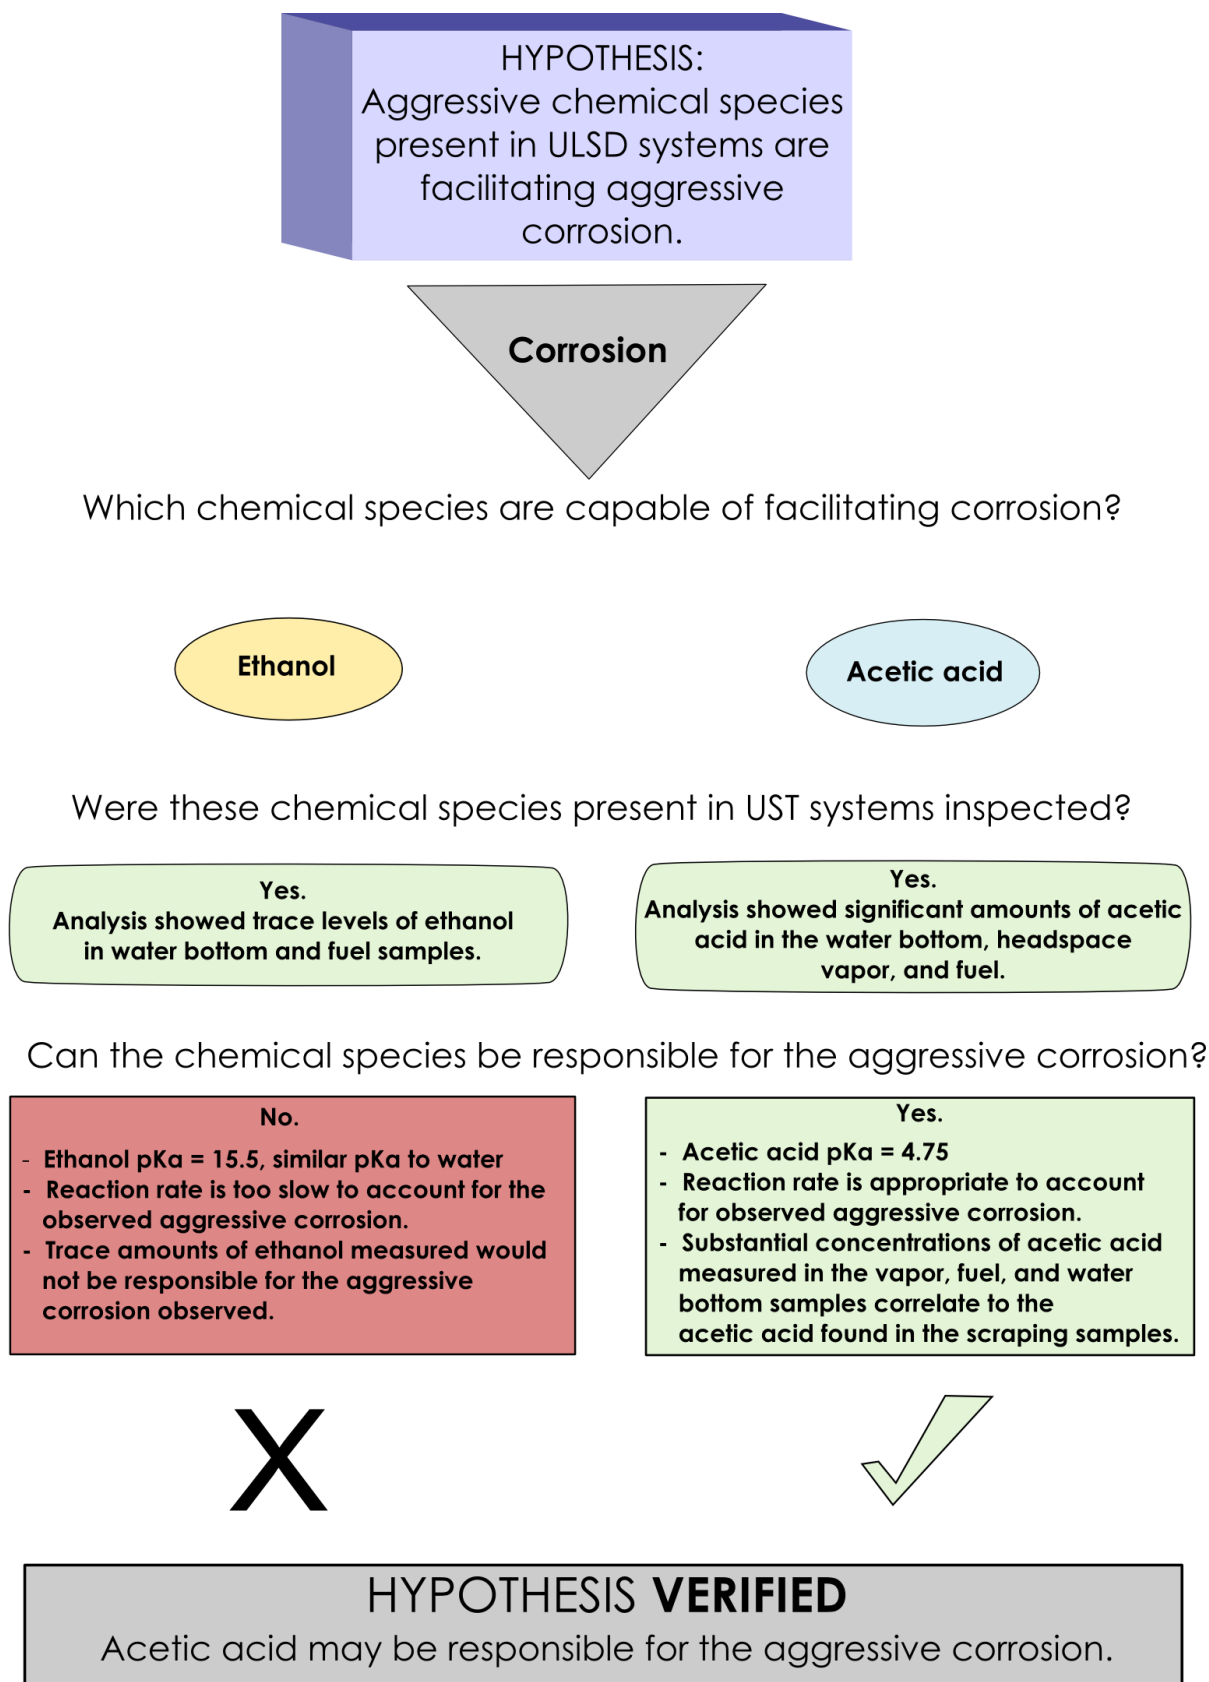 HYPOTHESIS:
Aggressive chemical species
present in ULSD systems are
facilitating aggressive
corrosion.
Corrosion
Which chemical species are capable of facilitating corrosion?
Ethanol
Acetic acid
Were these chemical species present in UST systems inspected?
Yes.
Analysis showed trace levels of ethanol
in water bottom and fuel samples.
Yes.
Analysis showed significant amounts of acetic
acid in the water bottom, headspace
vapor, and fuel.
Can the chemical species be responsible for the aggressive corrosion?
No.
- Ethanol pKa = 15.5, similar pKa to water
- Reaction rate is too slow to account for the
observed aggressive corrosion.
- Trace amounts of ethanol measured would
not be responsible for the aggressive
corrosion observed.
Yes.
- Acetic acid pKa = 4.75
- Reaction rate is appropriate to account
for observed aggressive corrosion.
- Substantial concentrations of acetic acid
measured in the vapor, fuel, and water
bottom samples correlate to the
acetic acid found in the scraping samples.
X
HYPOTHESIS VERIFIED
Acetic acid may be responsible for the aggressive corrosion.